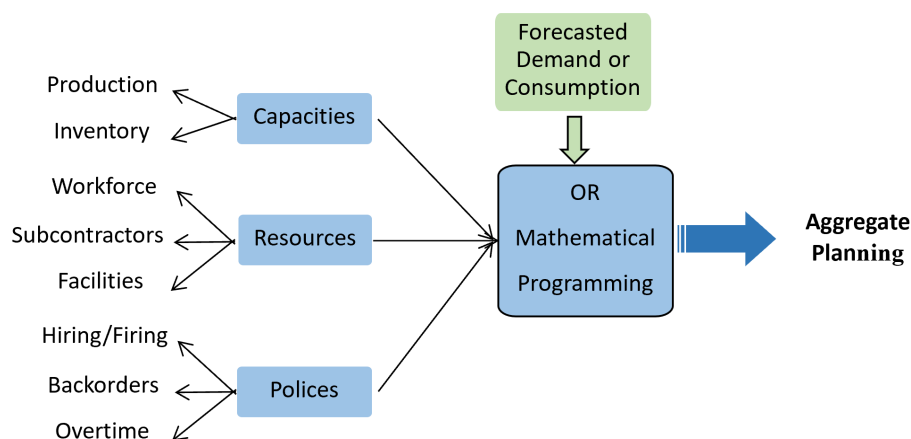 Forecasted
Demand or
Consumption
Production
Inventory
Capacities
Workforce
Subcontractors
Facilities
Resources
Hiring/Firing
Backorders
Overtime
Polices
OR
Mathematical
Programming
Aggregate
Planning